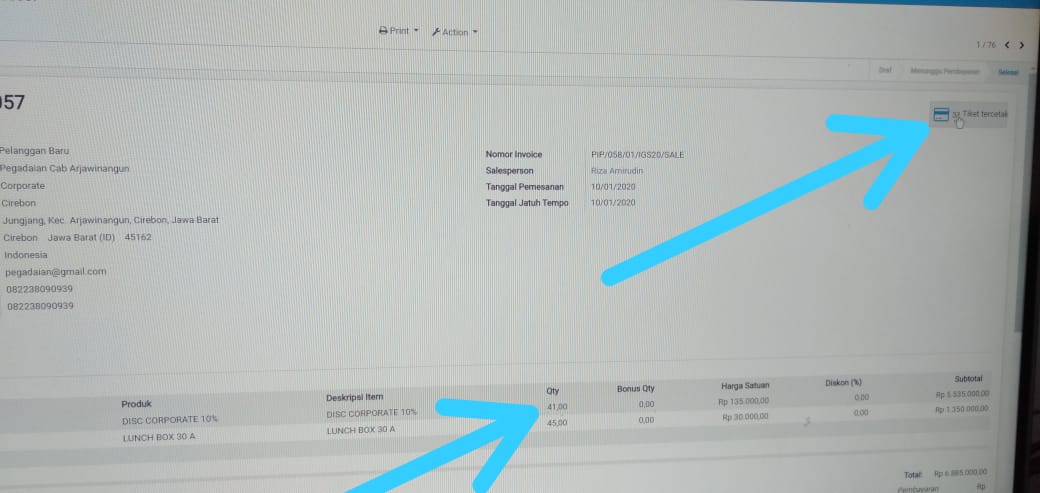 Print Action
1 / 76
Draf Menunggu Pembayaran Selesai
057
Tiket tercetak
Pelanggan Baru
Pegadaian Cab Arjawinangun
Corporate
Cirebon
Jungjang, Kec. Arjawinangun, Cirebon, Jawa Barat
Cirebon Jawa Barat (ID) 45162
Indonesia
pegadaian@gmail.com
082238090939
082238090939
Nomor Invoice PIP/058/01/IGS20/SALE
Salesperson Riza Amirudin
Tanggal Pemesanan 10/01/2020
Tanggal Jatuh Tempo 10/01/2020
Produk Deskripsi Item Qty Bonus Qty Harga Satuan Diskon (%) Subtotal
DISC CORPORATE 10% DISC CORPORATE 10% 41,00 0,00 Rp 135.000,00 0,00 Rp 5.535.000,00
LUNCH BOX 30 A LUNCH BOX 30 A 45,00 0,00 Rp 30.000,00 0,00 Rp 1.350.000,00
Total: Rp 6.885.000,00
Pembayaran Rp